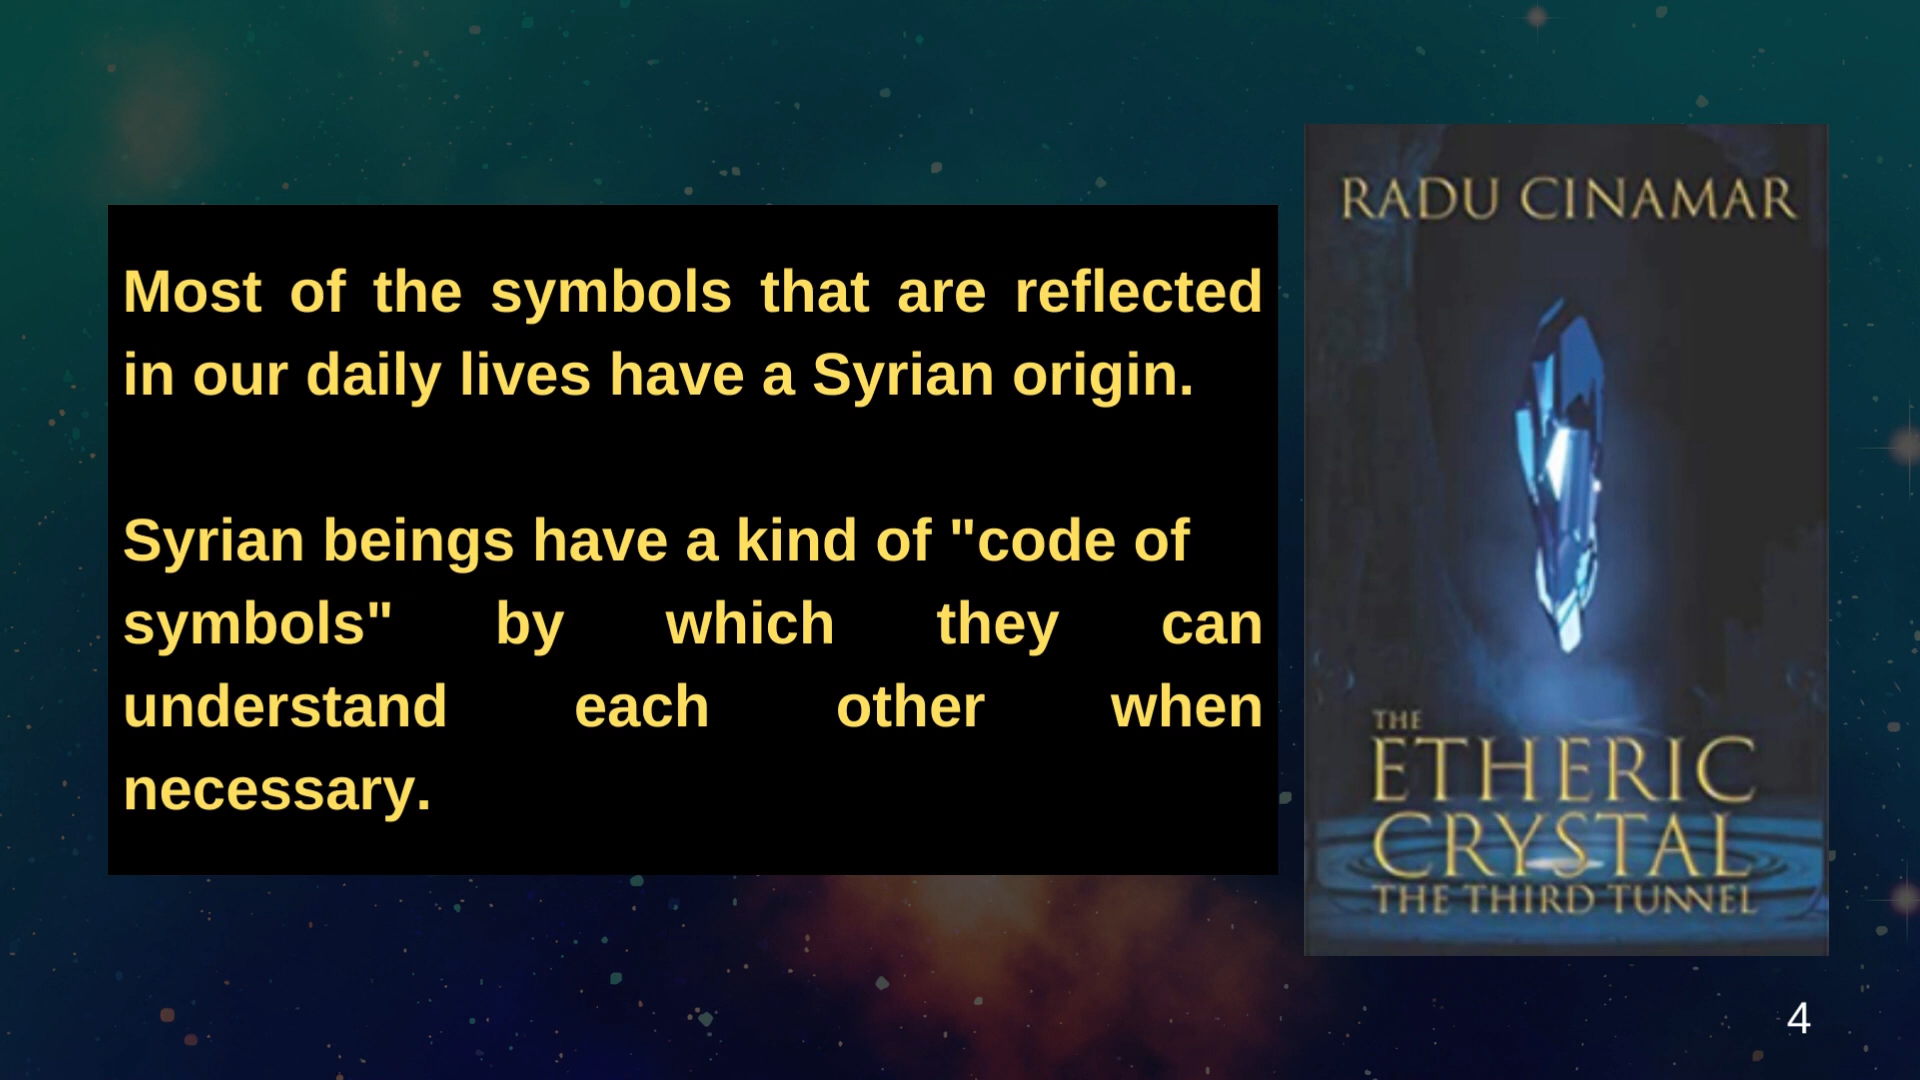 Most of the symbols that are reflected
in our daily lives have a Syrian origin.
Syrian beings have a kind of "code of
symbols" by which they can
understand each other when
necessary.
RADU CINAMAR
THE
ETHERIC
CRYSTAL
THE THIRD TUNNEL
4